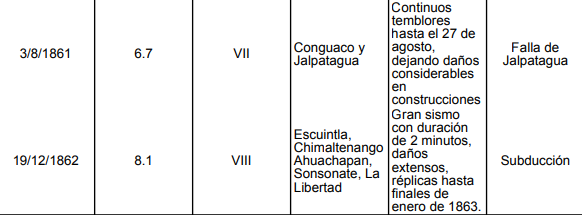 3/8/1861
6.7
VII
Conguaco y
Jalpatagua
Continuos
temblores
hasta el 27 de
agosto,
dejando daños
considerables
en
construcciones
Falla de
Jalpatagua
19/12/1862
8.1
VIII
Escuintla,
Chimaltenango
Ahuachapan,
Sonsonate, La
Libertad
Gran sismo
con duración
de 2 minutos,
daños
extensos,
réplicas hasta
finales de
enero de 1863.
Subducción